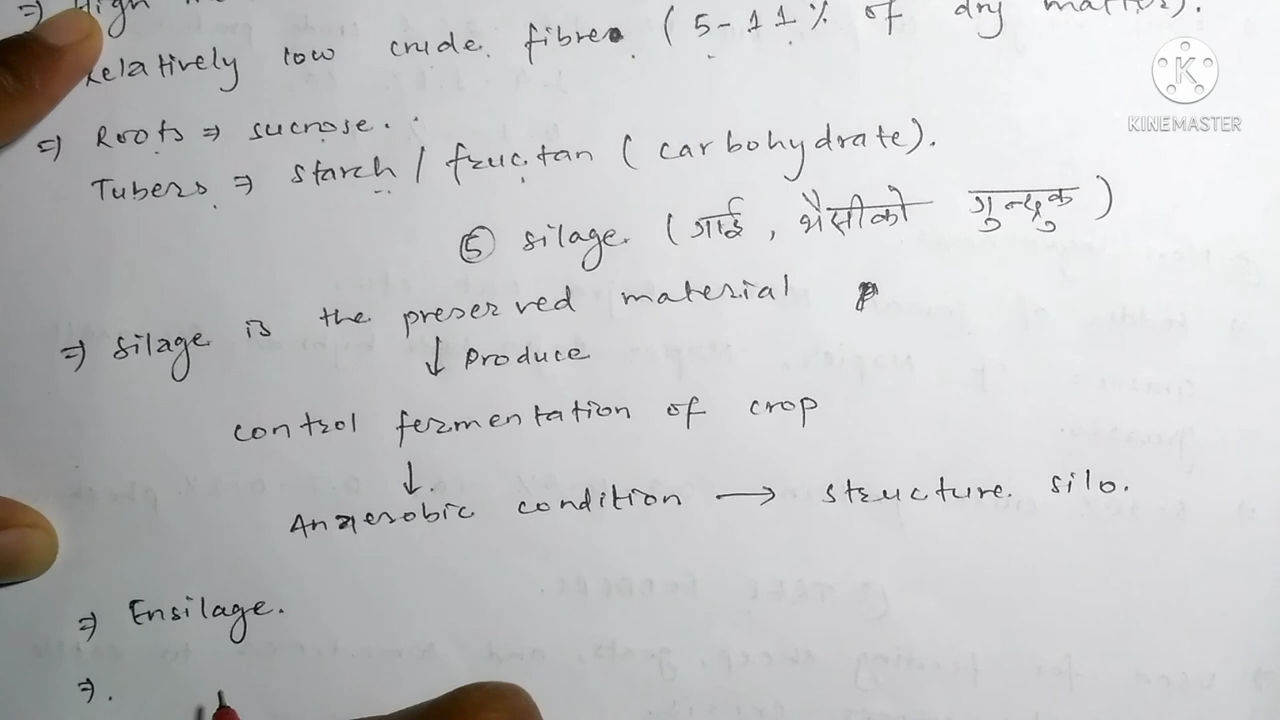 ⇒ High
Relatively low crude fibre (5-11% of dry matter).
K
KINEMASTER
⇒ Roots ⇒ sucrose.
Tubers ⇒ starch / fructan (carbohydrate).
⑤ silage. (गाई, भैसीको गुन्द्रुक)
⇒ silage is the preserved material
↓ produce
control fermentation of crop
↓
Anaerobic condition → structure silo.
⇒ Ensilage.
⇒.